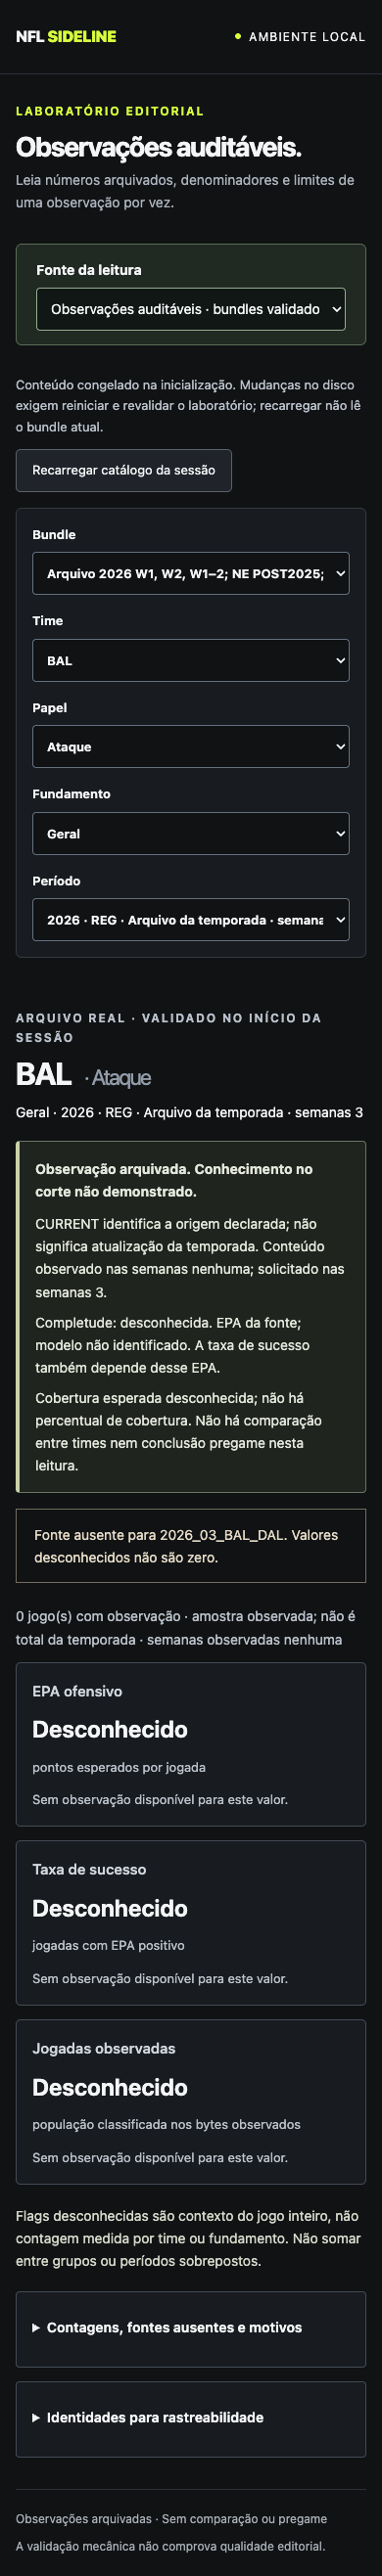 NFL SIDELINE
AMBIENTE LOCAL
LABORATÓRIO EDITORIAL
Observações auditáveis.
Leia números arquivados, denominadores e limites de
uma observação por vez.
Fonte da leitura
Observações auditáveis · bundles validado
Conteúdo congelado na inicialização. Mudanças no disco
exigem reiniciar e revalidar o laboratório; recarregar não lê
o bundle atual.
Recarregar catálogo da sessão
Bundle
Arquivo 2026 W1, W2, W1–2; NE POST2025;
Time
BAL
Papel
Ataque
Fundamento
Geral
Período
2026 · REG · Arquivo da temporada · semana
ARQUIVO REAL · VALIDADO NO INÍCIO DA
SESSÃO
BAL · Ataque
Geral · 2026 · REG · Arquivo da temporada · semanas 3
Observação arquivada. Conhecimento no
corte não demonstrado.
CURRENT identifica a origem declarada; não
significa atualização da temporada. Conteúdo
observado nas semanas nenhuma; solicitado nas
semanas 3.
Completude: desconhecida. EPA da fonte;
modelo não identificado. A taxa de sucesso
também depende desse EPA.
Cobertura esperada desconhecida; não há
percentual de cobertura. Não há comparação
entre times nem conclusão pregame nesta
leitura.
Fonte ausente para 2026_03_BAL_DAL. Valores
desconhecidos não são zero.
0 jogo(s) com observação · amostra observada; não é
total da temporada · semanas observadas nenhuma
EPA ofensivo
Desconhecido
pontos esperados por jogada
Sem observação disponível para este valor.
Taxa de sucesso
Desconhecido
jogadas com EPA positivo
Sem observação disponível para este valor.
Jogadas observadas
Desconhecido
população classificada nos bytes observados
Sem observação disponível para este valor.
Flags desconhecidas são contexto do jogo inteiro, não
contagem medida por time ou fundamento. Não somar
entre grupos ou períodos sobrepostos.
Contagens, fontes ausentes e motivos
Identidades para rastreabilidade
Observações arquivadas · Sem comparação ou pregame
A validação mecânica não comprova qualidade editorial.